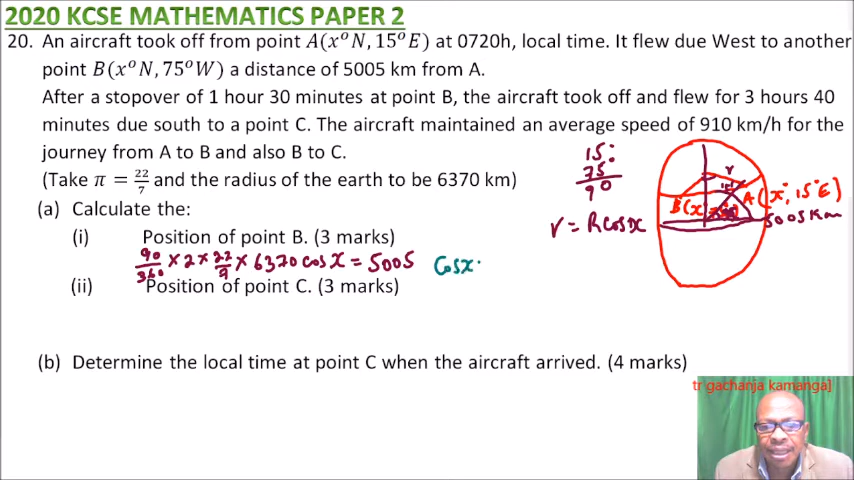 2020 KCSE MATHEMATICS PAPER 2
20. An aircraft took off from point A(x°N, 15°E) at 0720h, local time. It flew due West to another
point B(x°N, 75°W) a distance of 5005 km from A.
After a stopover of 1 hour 30 minutes at point B, the aircraft took off and flew for 3 hours 40
minutes due south to a point C. The aircraft maintained an average speed of 910 km/h for the
journey from A to B and also B to C.
(Take π = 22/7 and the radius of the earth to be 6370 km)
15°
75
90
r
A(x°, 15°E)
B(x°
5005Km
r = Rcosx
(a) Calculate the:
(i) Position of point B. (3 marks)
90/360 × 2 × 22/7 × 6370 cosx = 5005 Cosx
(ii) Position of point C. (3 marks)
(b) Determine the local time at point C when the aircraft arrived. (4 marks)
tr gachanja kamanga]